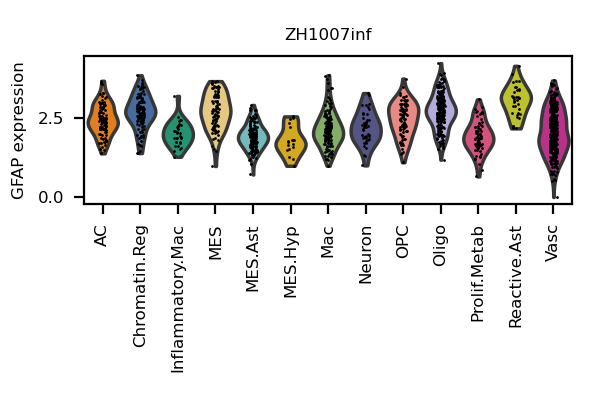 ZH1007inf
GFAP expression
2.5
0.0
AC
Chromatin.Reg
Inflammatory.Mac
MES
MES.Ast
MES.Hyp
Mac
Neuron
OPC
Oligo
Prolif.Metab
Reactive.Ast
Vasc